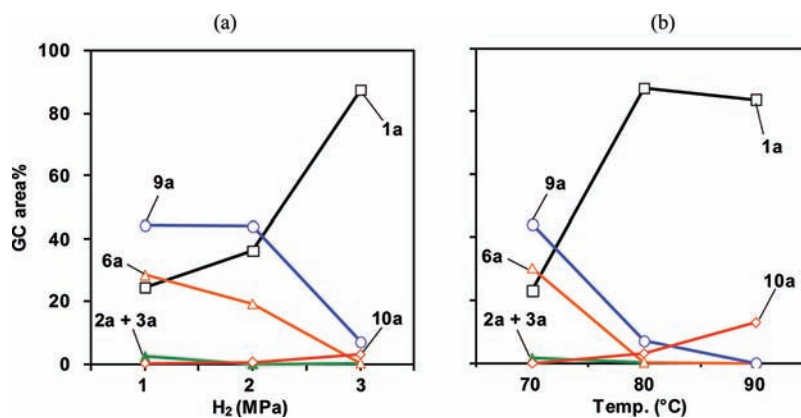 (a)
(b)
GC area%
100
80
60
40
20
0
9a
6a
2a + 3a
1a
10a
1
2
3
H₂ (MPa)
1a
9a
6a
10a
2a + 3a
70
80
90
Temp. (°C)